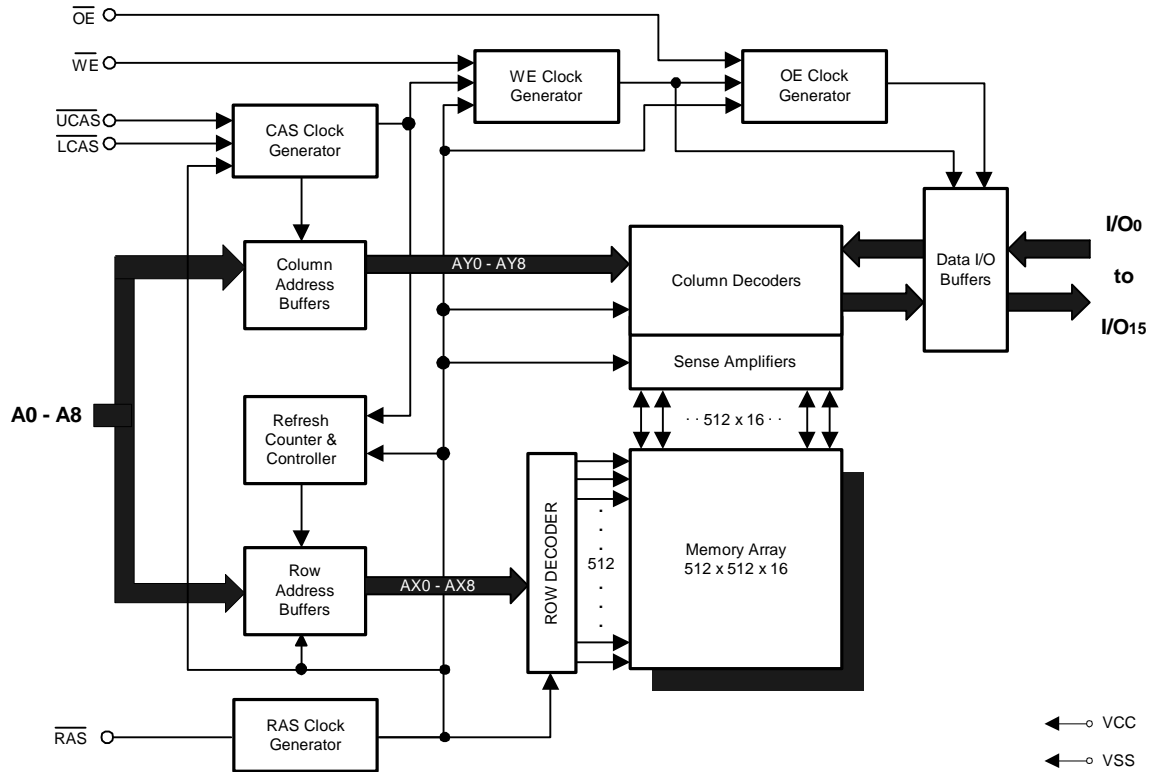 OE
WE
UCAS
LCAS
CAS Clock
Generator
WE Clock
Generator
OE Clock
Generator
Column
Address
Buffers
AY0 - AY8
Column Decoders
Sense Amplifiers
Data I/O
Buffers
I/O0
to
I/O15
A0 - A8
Refresh
Counter &
Controller
· · 512 x 16 · ·
Row
Address
Buffers
AX0 - AX8
ROW DECODER
512
Memory Array
512 x 512 x 16
RAS
RAS Clock
Generator
VCC
VSS